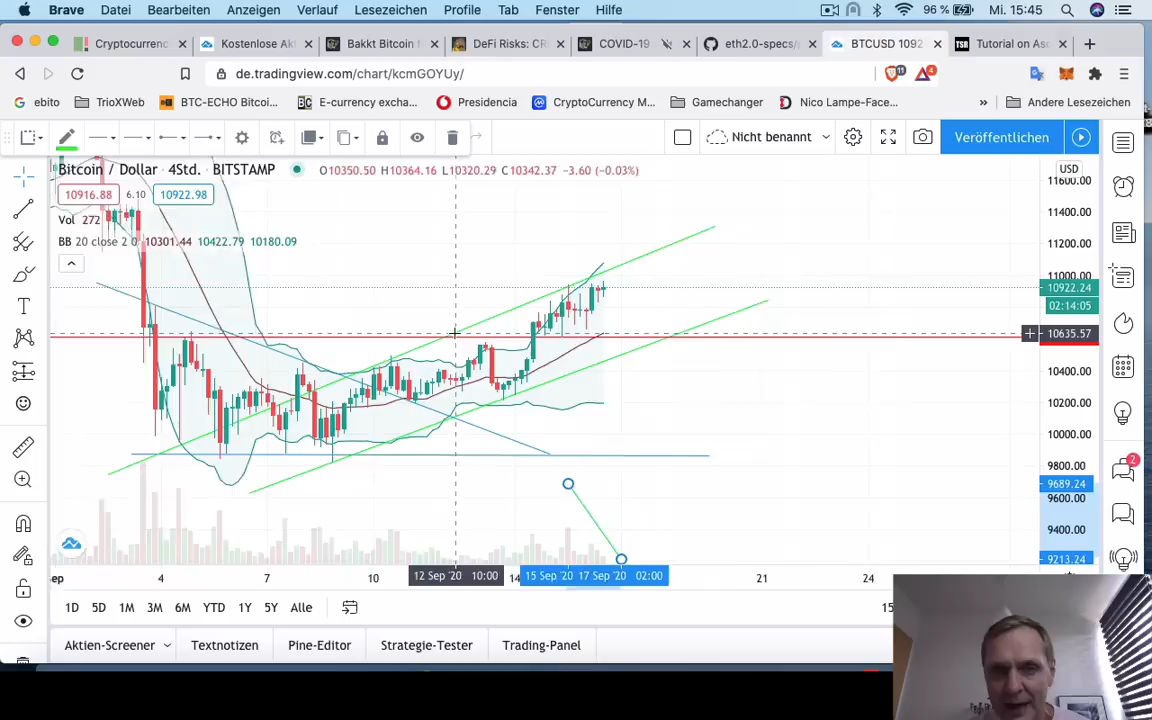 Brave Datei Bearbeiten Anzeigen Verlauf Lesezeichen Profile Tab Fenster Hilfe 96 % Mi. 15:45
Cryptocurrenc Kostenlose Ak Bakkt Bitcoin f DeFi Risks: CR COVID-19 eth2.0-specs/ BTCUSD 1092 TSR Tutorial on Asc
de.tradingview.com/chart/kcmGOYUy/ 11 4
ebito TrioXWeb BTC-ECHO Bitcoi... E-currency excha... Presidencia CryptoCurrency M... Gamechanger Nico Lampe-Face... » Andere Lesezeichen
Nicht benannt Veröffentlichen
Bitcoin / Dollar · 4Std. · BITSTAMP O10350.50 H10364.16 L10320.29 C10342.37 -3.60 (-0.03%) USD
11600.00
10916.88 6.10 10922.98
11400.00
Vol 272
BB 20 close 2 0 10301.44 10422.79 10180.09
11200.00
11000.00
10922.24
02:14:05
10635.57
10400.00
10200.00
10000.00
9800.00
2
9689.24
9600.00
9400.00
9213.24
ep 4 7 10 12 Sep '20 10:00 14 15 Sep '20 17 Sep '20 02:00 21 24
1D 5D 1M 3M 6M YTD 1Y 5Y Alle 15
Aktien-Screener Textnotizen Pine-Editor Strategie-Tester Trading-Panel